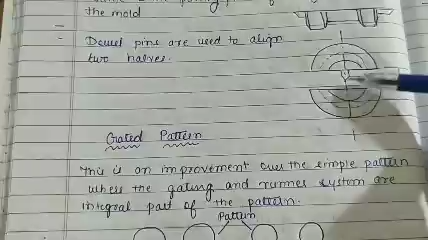 the mold
- Dowel pins are used to align
two halves.
Gated Pattern
This is an improvement over the simple pattern
where the gating and runner system are
integral part of the pattern.
Pattern